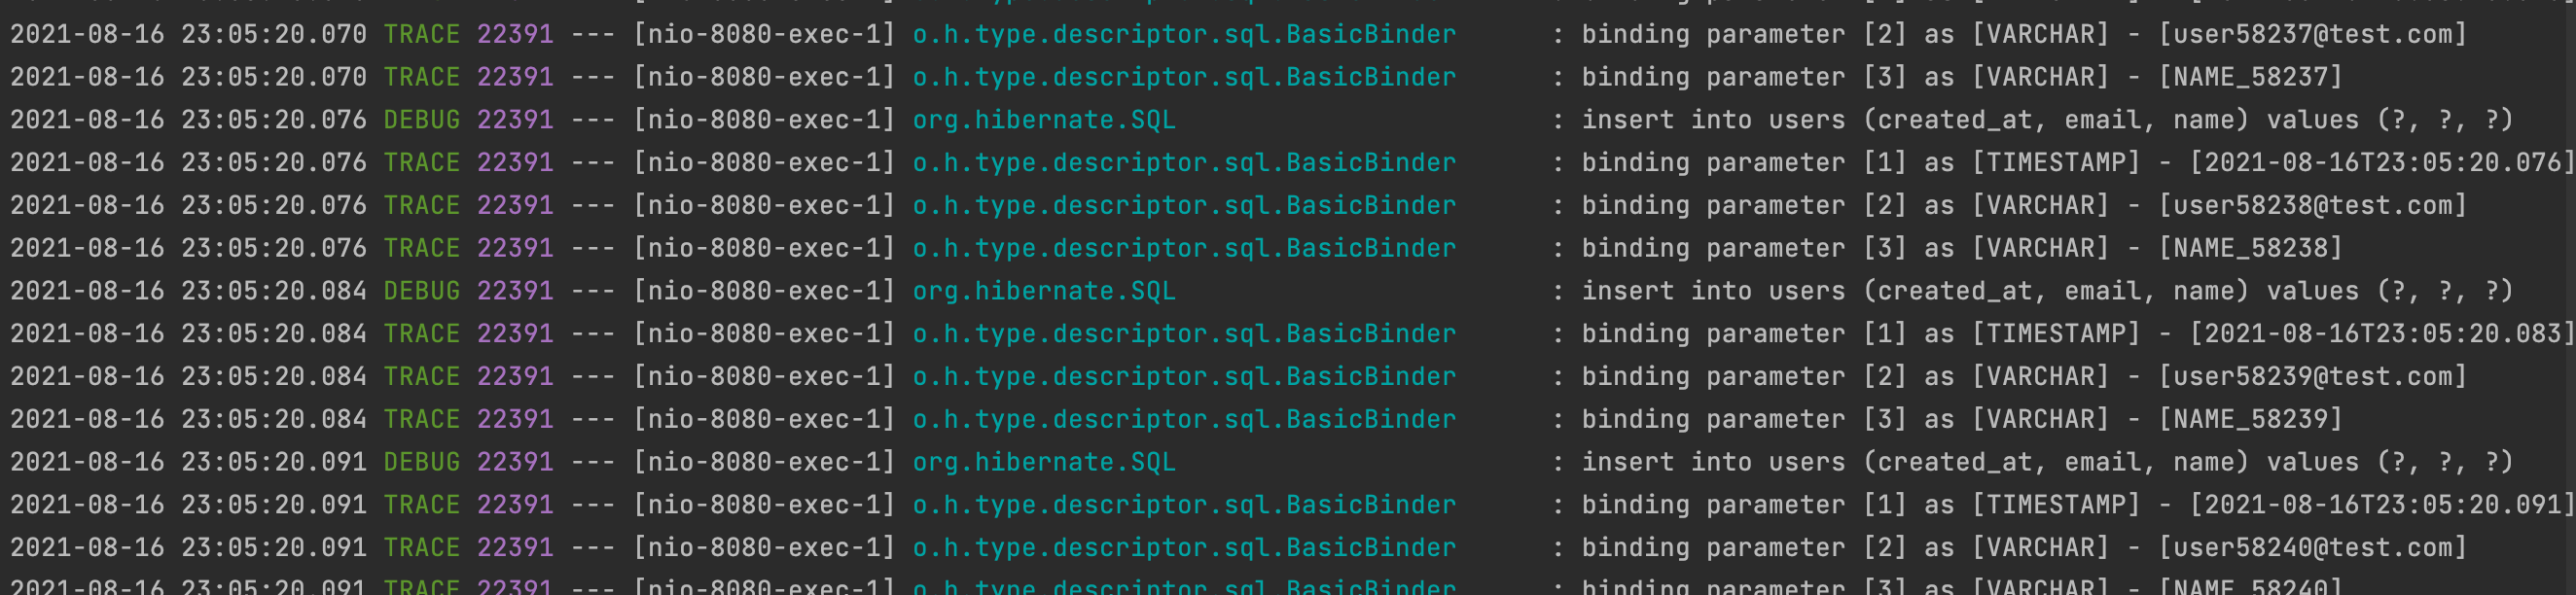 2021-08-16 23:05:20.070 TRACE 22391 --- [nio-8080-exec-1] o.h.type.descriptor.sql.BasicBinder      : binding parameter [2] as [VARCHAR] - [user58237@test.com]
2021-08-16 23:05:20.070 TRACE 22391 --- [nio-8080-exec-1] o.h.type.descriptor.sql.BasicBinder      : binding parameter [3] as [VARCHAR] - [NAME_58237]
2021-08-16 23:05:20.076 DEBUG 22391 --- [nio-8080-exec-1] org.hibernate.SQL                        : insert into users (created_at, email, name) values (?, ?, ?)
2021-08-16 23:05:20.076 TRACE 22391 --- [nio-8080-exec-1] o.h.type.descriptor.sql.BasicBinder      : binding parameter [1] as [TIMESTAMP] - [2021-08-16T23:05:20.076]
2021-08-16 23:05:20.076 TRACE 22391 --- [nio-8080-exec-1] o.h.type.descriptor.sql.BasicBinder      : binding parameter [2] as [VARCHAR] - [user58238@test.com]
2021-08-16 23:05:20.076 TRACE 22391 --- [nio-8080-exec-1] o.h.type.descriptor.sql.BasicBinder      : binding parameter [3] as [VARCHAR] - [NAME_58238]
2021-08-16 23:05:20.084 DEBUG 22391 --- [nio-8080-exec-1] org.hibernate.SQL                        : insert into users (created_at, email, name) values (?, ?, ?)
2021-08-16 23:05:20.084 TRACE 22391 --- [nio-8080-exec-1] o.h.type.descriptor.sql.BasicBinder      : binding parameter [1] as [TIMESTAMP] - [2021-08-16T23:05:20.083]
2021-08-16 23:05:20.084 TRACE 22391 --- [nio-8080-exec-1] o.h.type.descriptor.sql.BasicBinder      : binding parameter [2] as [VARCHAR] - [user58239@test.com]
2021-08-16 23:05:20.084 TRACE 22391 --- [nio-8080-exec-1] o.h.type.descriptor.sql.BasicBinder      : binding parameter [3] as [VARCHAR] - [NAME_58239]
2021-08-16 23:05:20.091 DEBUG 22391 --- [nio-8080-exec-1] org.hibernate.SQL                        : insert into users (created_at, email, name) values (?, ?, ?)
2021-08-16 23:05:20.091 TRACE 22391 --- [nio-8080-exec-1] o.h.type.descriptor.sql.BasicBinder      : binding parameter [1] as [TIMESTAMP] - [2021-08-16T23:05:20.091]
2021-08-16 23:05:20.091 TRACE 22391 --- [nio-8080-exec-1] o.h.type.descriptor.sql.BasicBinder      : binding parameter [2] as [VARCHAR] - [user58240@test.com]
2021-08-16 23:05:20.091 TRACE 22391 --- [nio-8080-exec-1] o.h.type.descriptor.sql.BasicBinder      : binding parameter [3] as [VARCHAR] - [NAME_58240]